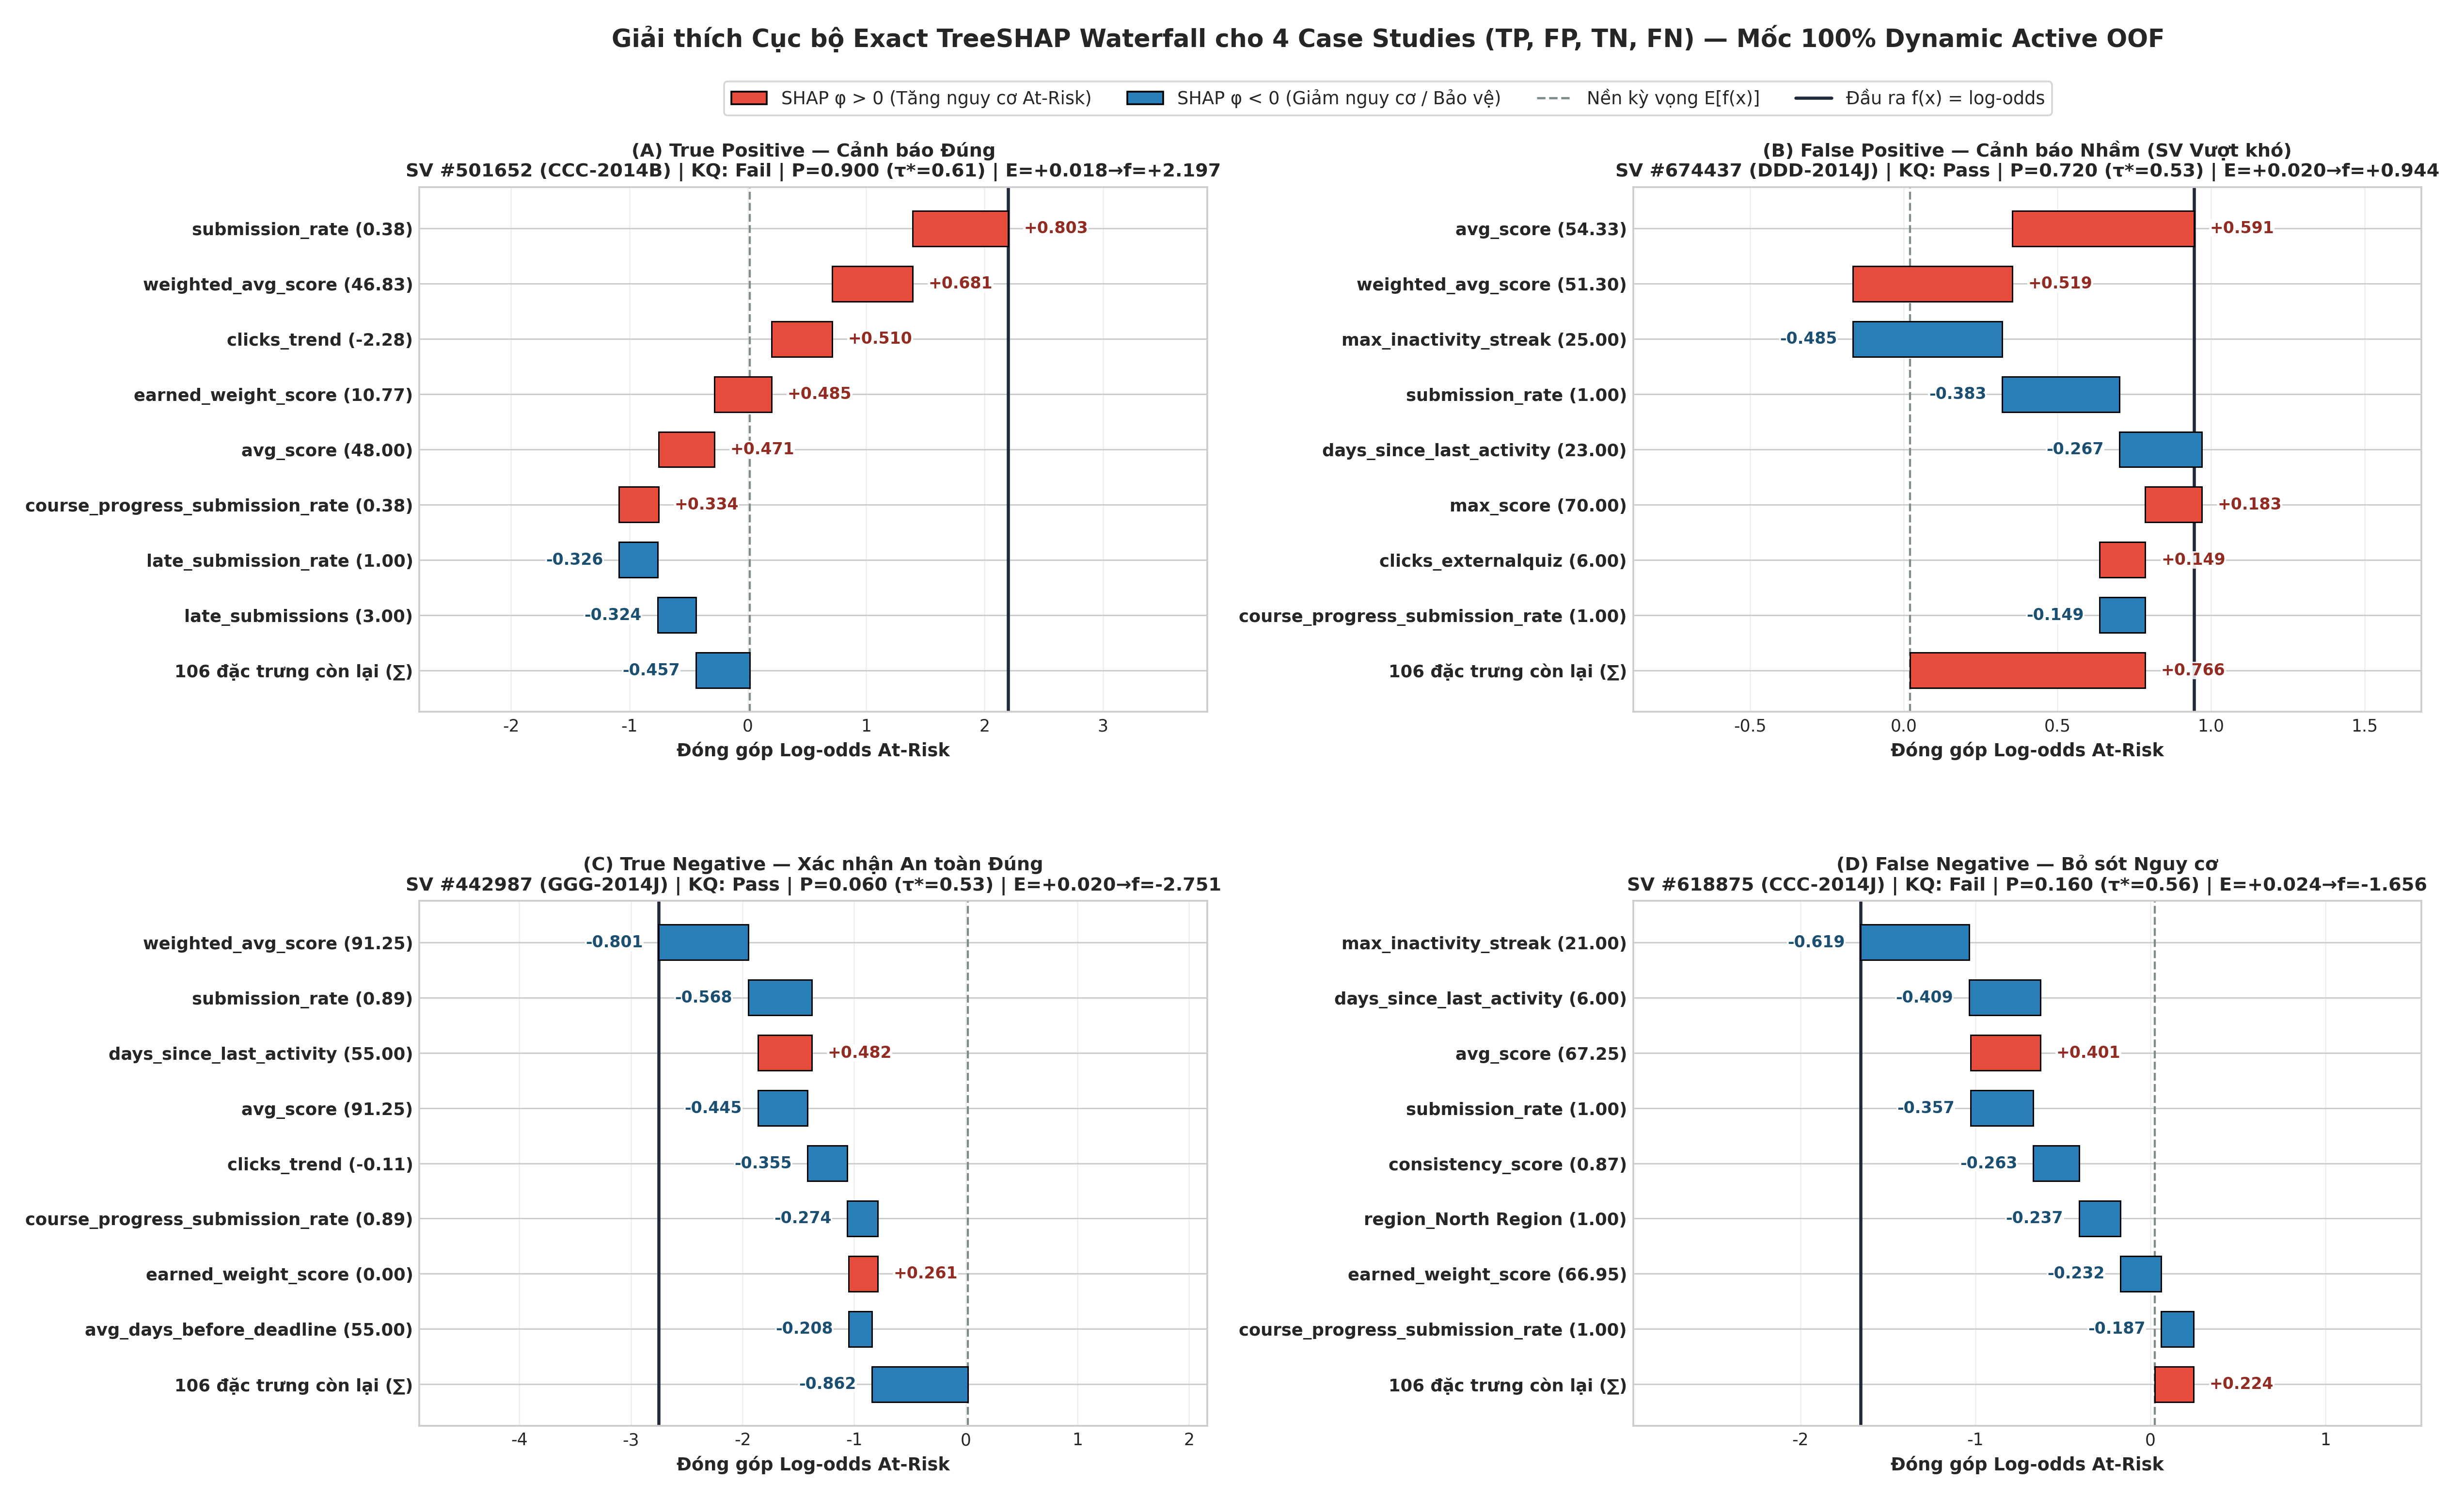 Giải thích Cục bộ Exact TreeSHAP Waterfall cho 4 Case Studies (TP, FP, TN, FN) — Mốc 100% Dynamic Active OOF
SHAP φ > 0 (Tăng nguy cơ At-Risk)
SHAP φ < 0 (Giảm nguy cơ / Bảo vệ)
Nền kỳ vọng E[f(x)]
Đầu ra f(x) = log-odds
(A) True Positive — Cảnh báo Đúng
SV #501652 (CCC-2014B) | KQ: Fail | P=0.900 (τ*=0.61) | E=+0.018→f=+2.197
submission_rate (0.38)
+0.803
weighted_avg_score (46.83)
+0.681
clicks_trend (-2.28)
+0.510
earned_weight_score (10.77)
+0.485
avg_score (48.00)
+0.471
course_progress_submission_rate (0.38)
+0.334
late_submission_rate (1.00)
-0.326
late_submissions (3.00)
-0.324
106 đặc trưng còn lại (∑)
-0.457
-2 -1 0 1 2 3
Đóng góp Log-odds At-Risk
(B) False Positive — Cảnh báo Nhầm (SV Vượt khó)
SV #674437 (DDD-2014J) | KQ: Pass | P=0.720 (τ*=0.53) | E=+0.020→f=+0.944
avg_score (54.33)
+0.591
weighted_avg_score (51.30)
+0.519
max_inactivity_streak (25.00)
-0.485
submission_rate (1.00)
-0.383
days_since_last_activity (23.00)
-0.267
max_score (70.00)
+0.183
clicks_externalquiz (6.00)
+0.149
course_progress_submission_rate (1.00)
-0.149
106 đặc trưng còn lại (∑)
+0.766
-0.5 0.0 0.5 1.0 1.5
Đóng góp Log-odds At-Risk
(C) True Negative — Xác nhận An toàn Đúng
SV #442987 (GGG-2014J) | KQ: Pass | P=0.060 (τ*=0.53) | E=+0.020→f=-2.751
weighted_avg_score (91.25)
-0.801
submission_rate (0.89)
-0.568
days_since_last_activity (55.00)
+0.482
avg_score (91.25)
-0.445
clicks_trend (-0.11)
-0.355
course_progress_submission_rate (0.89)
-0.274
earned_weight_score (0.00)
+0.261
avg_days_before_deadline (55.00)
-0.208
106 đặc trưng còn lại (∑)
-0.862
-4 -3 -2 -1 0 1 2
Đóng góp Log-odds At-Risk
(D) False Negative — Bỏ sót Nguy cơ
SV #618875 (CCC-2014J) | KQ: Fail | P=0.160 (τ*=0.56) | E=+0.024→f=-1.656
max_inactivity_streak (21.00)
-0.619
days_since_last_activity (6.00)
-0.409
avg_score (67.25)
+0.401
submission_rate (1.00)
-0.357
consistency_score (0.87)
-0.263
region_North Region (1.00)
-0.237
earned_weight_score (66.95)
-0.232
course_progress_submission_rate (1.00)
-0.187
106 đặc trưng còn lại (∑)
+0.224
-2 -1 0 1
Đóng góp Log-odds At-Risk